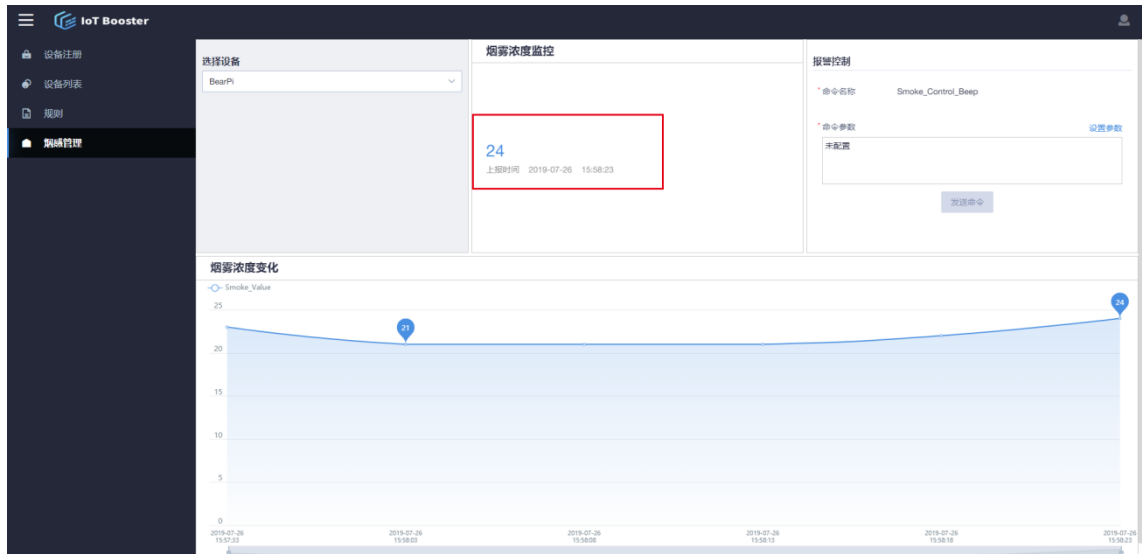 IoT Booster
设备注册
设备列表
规则
烟感管理
选择设备
BearPi
烟雾浓度监控
24
上报时间 2019-07-26 15:58:23
报警控制
*命令名称 Smoke_Control_Beep
*命令参数 设置参数
未配置
发送命令
烟雾浓度变化
Smoke_Value
25
20
15
10
5
0
21
24
2019-07-26
15:57:33
2019-07-26
15:58:03
2019-07-26
15:58:08
2019-07-26
15:58:13
2019-07-26
15:58:18
2019-07-26
15:58:23